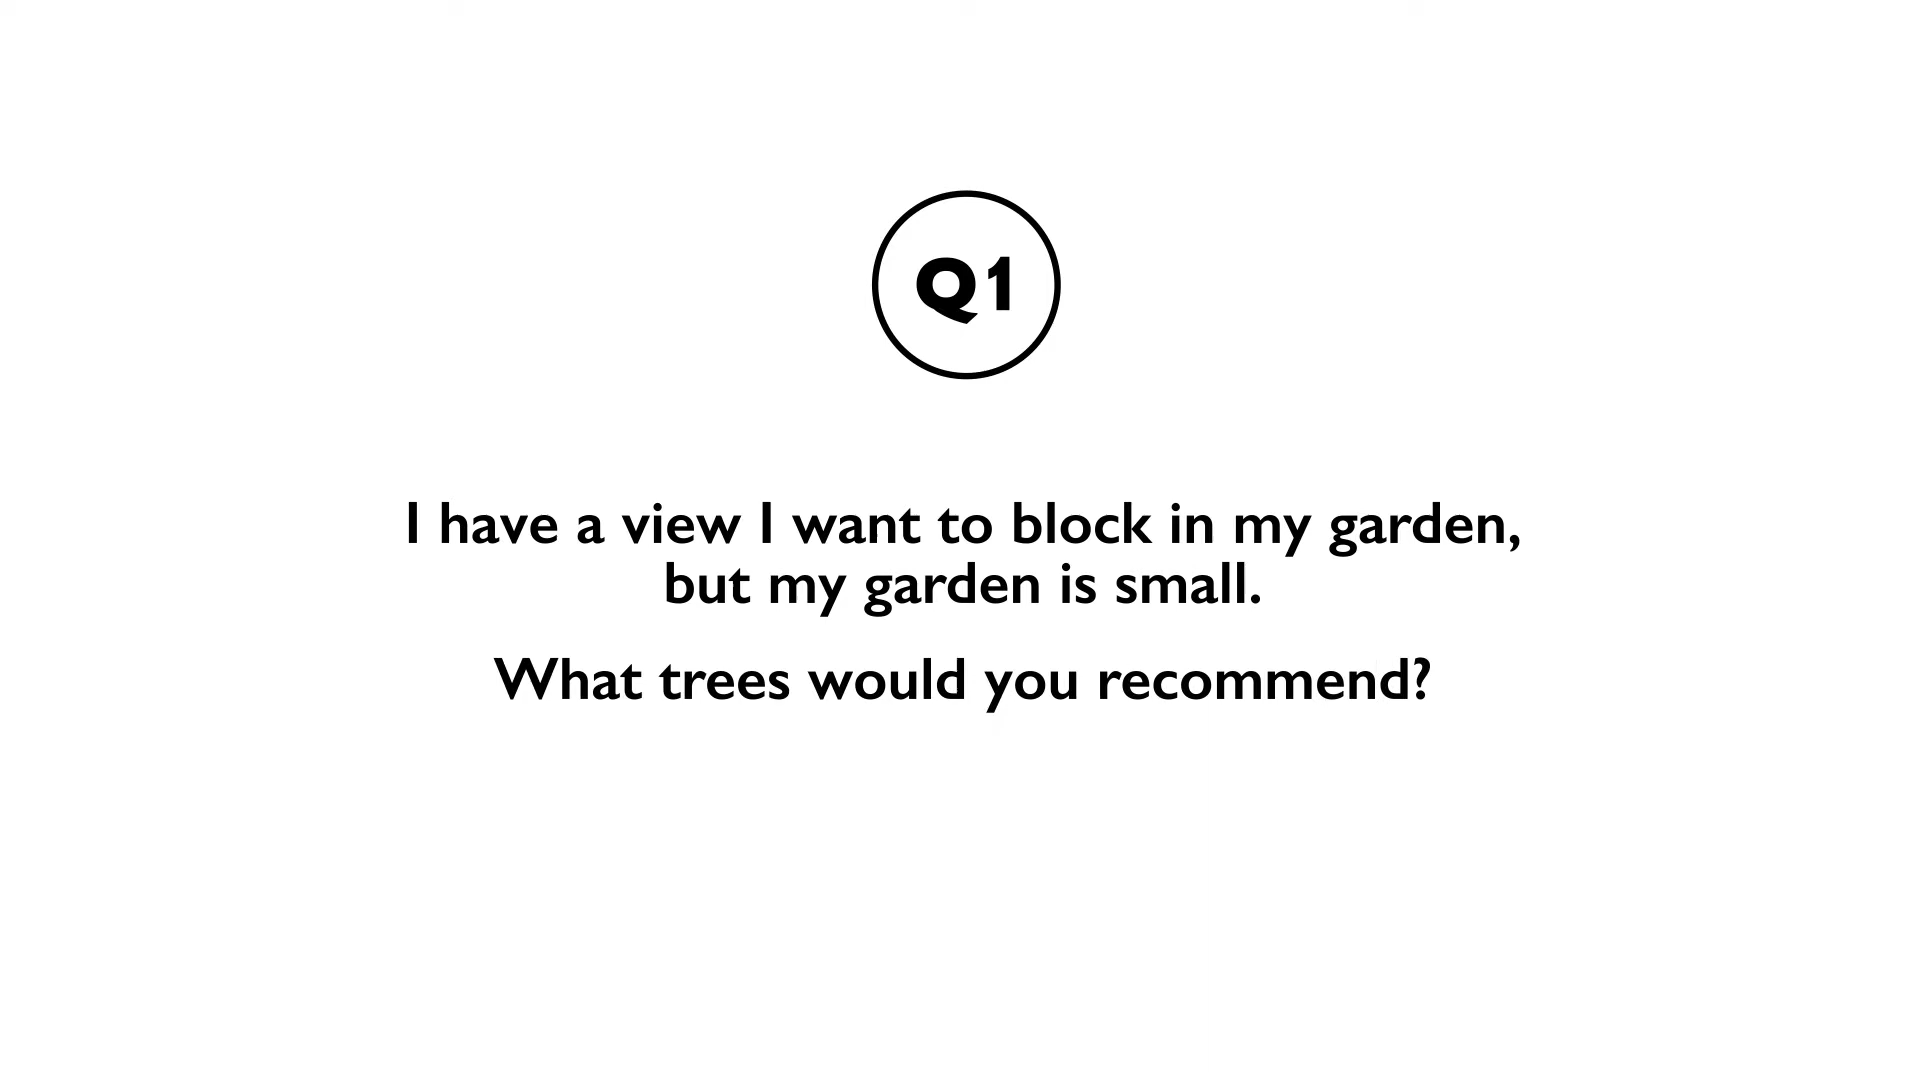 Q1
I have a view I want to block in my garden,
but my garden is small.
What trees would you recommend?